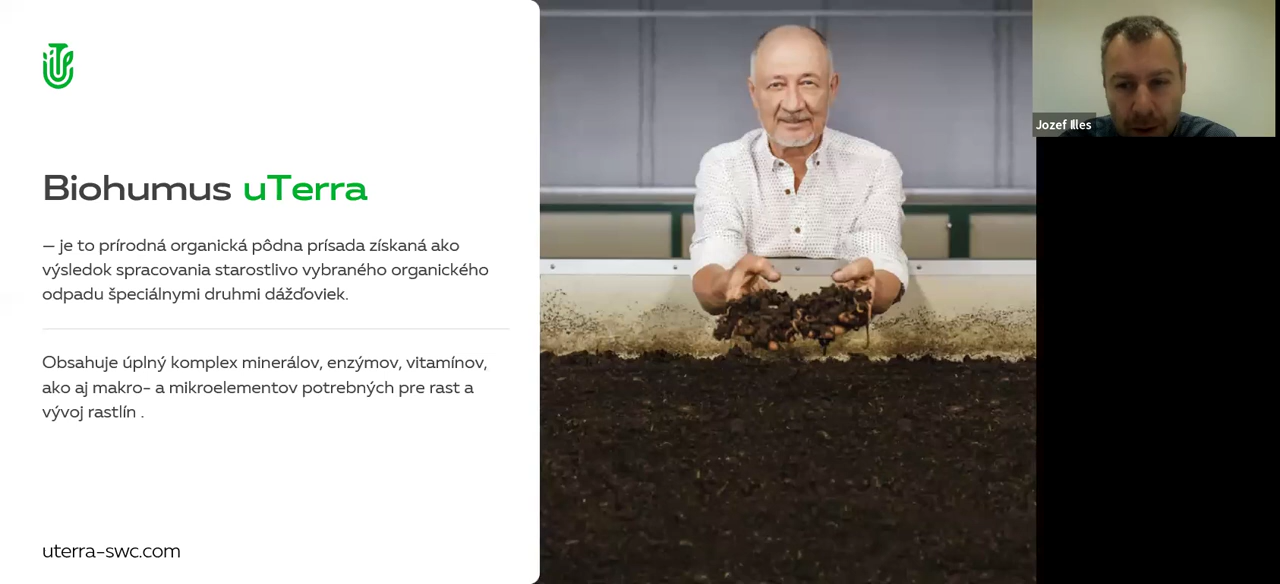 Biohumus uTerra
– je to prírodná organická pôdna prísada získaná ako
výsledok spracovania starostlivo vybraného organického
odpadu špeciálnymi druhmi dážďoviek.
Obsahuje úplný komplex minerálov, enzýmov, vitamínov,
ako aj makro- a mikroelementov potrebných pre rast a
vývoj rastlín .
uterra-swc.com
Jozef Illes